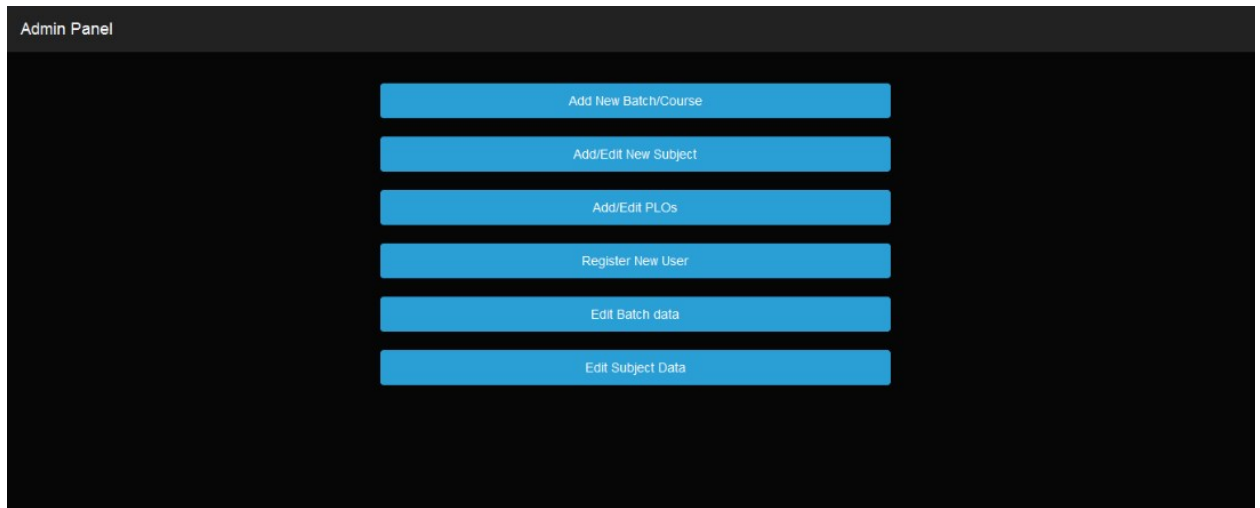 Admin Panel
Add New Batch/Course
Add/Edit New Subject
Add/Edit PLOs
Register New User
Edit Batch data
Edit Subject Data